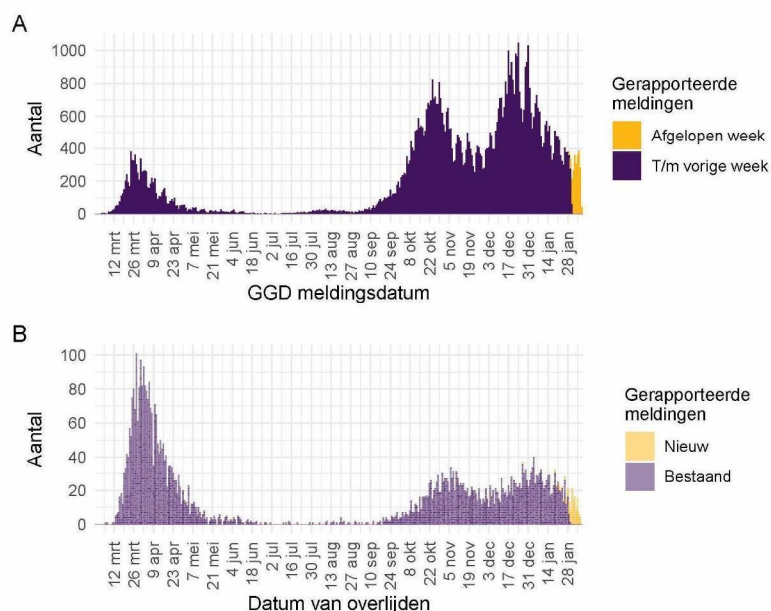 A
1000
800
600
400
200
0
Aantal
12 mrt
26 mrt
9 apr
23 apr
7 mei
21 mei
4 jun
18 jun
2 jul
16 jul
30 jul
13 aug
27 aug
10 sep
24 sep
8 okt
22 okt
5 nov
19 nov
3 dec
17 dec
31 dec
14 jan
28 jan
GGD meldingsdatum
Gerapporteerde
meldingen
Afgelopen week
T/m vorige week
B
100
80
60
40
20
0
Aantal
12 mrt
26 mrt
9 apr
23 apr
7 mei
21 mei
4 jun
18 jun
2 jul
16 jul
30 jul
13 aug
27 aug
10 sep
24 sep
8 okt
22 okt
5 nov
19 nov
3 dec
17 dec
31 dec
14 jan
28 jan
Datum van overlijden
Gerapporteerde
meldingen
Nieuw
Bestaand